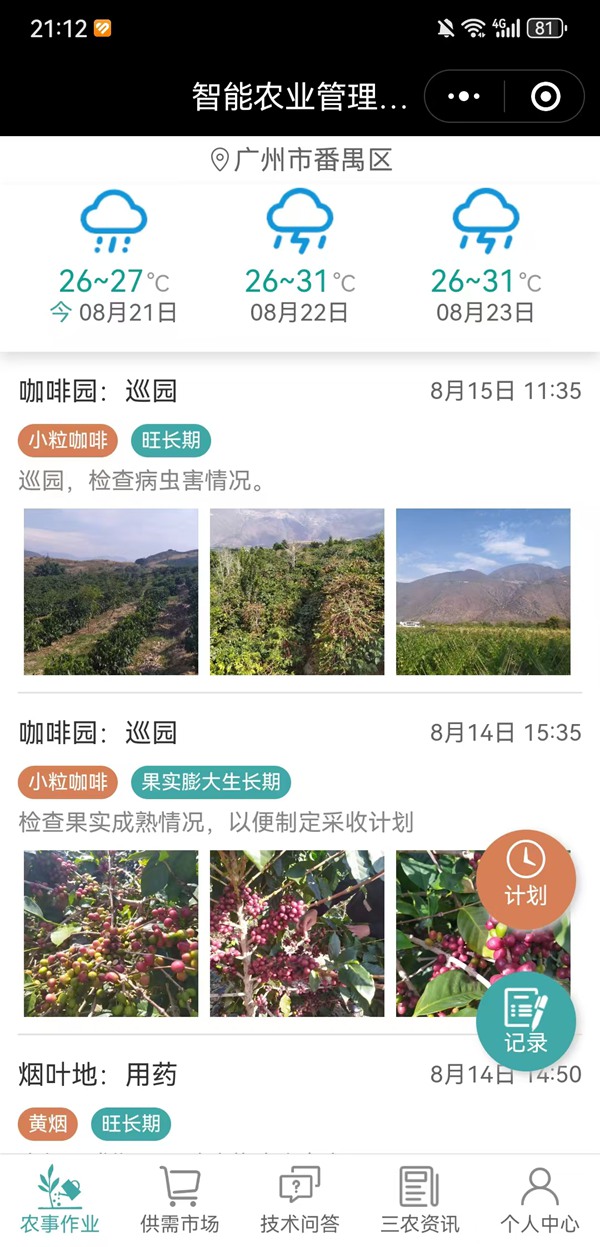 21:12
4G
81
智能农业管理...
广州市番禺区
26~27℃
26~31℃
26~31℃
今 08月21日
08月22日
08月23日
咖啡园：巡园
8月15日 11:35
小粒咖啡
旺长期
巡园，检查病虫害情况。
咖啡园：巡园
8月14日 15:35
小粒咖啡
果实膨大生长期
检查果实成熟情况，以便制定采收计划
计划
记录
烟叶地：用药
8月14日 14:50
黄烟
旺长期
农事作业
供需市场
技术问答
三农资讯
个人中心